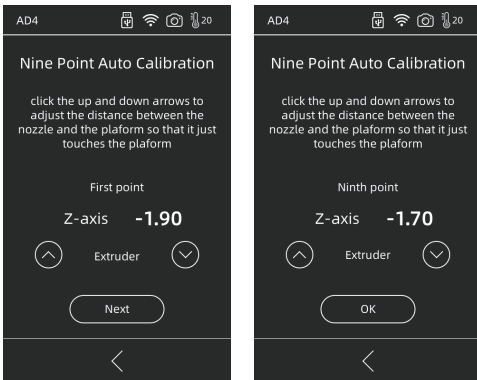 AD4
20
Nine Point Auto Calibration
click the up and down arrows to
adjust the distance between the
nozzle and the plaform so that it just
touches the plaform
First point
Z-axis -1.90
Extruder
Next
AD4
20
Nine Point Auto Calibration
click the up and down arrows to
adjust the distance between the
nozzle and the plaform so that it just
touches the plaform
Ninth point
Z-axis -1.70
Extruder
OK